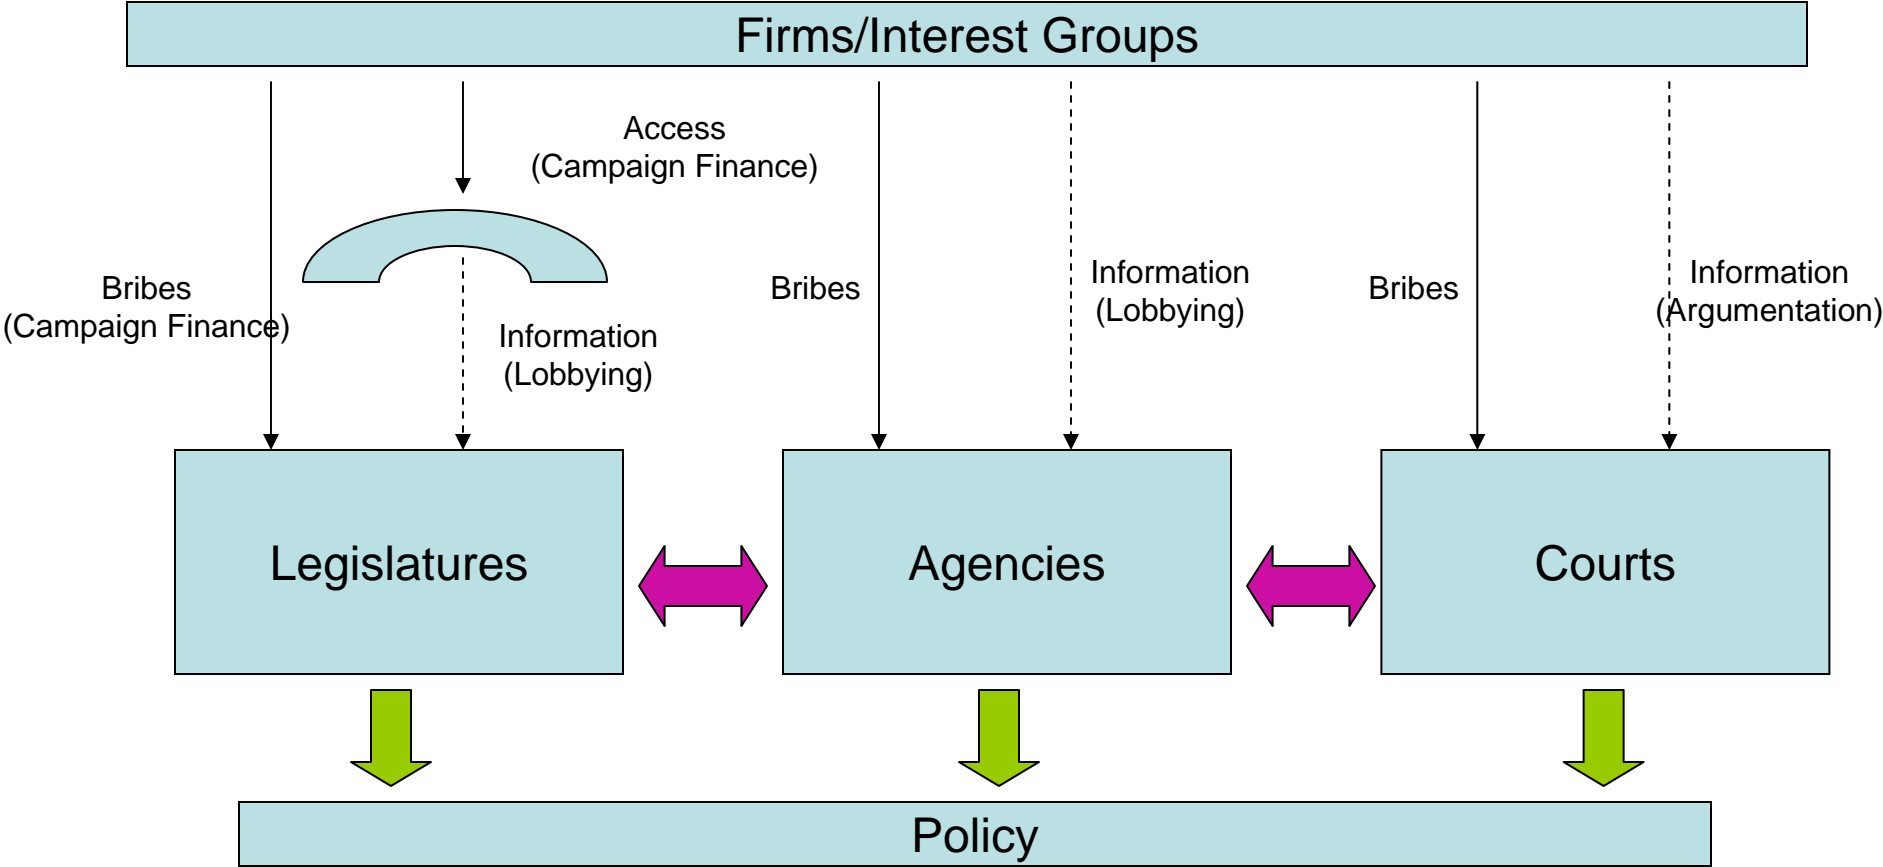 Firms/Interest Groups
Access
(Campaign Finance)
Bribes
(Campaign Finance)
Information
(Lobbying)
Bribes
Information
(Lobbying)
Bribes
Information
(Argumentation)
Legislatures
Agencies
Courts
Policy